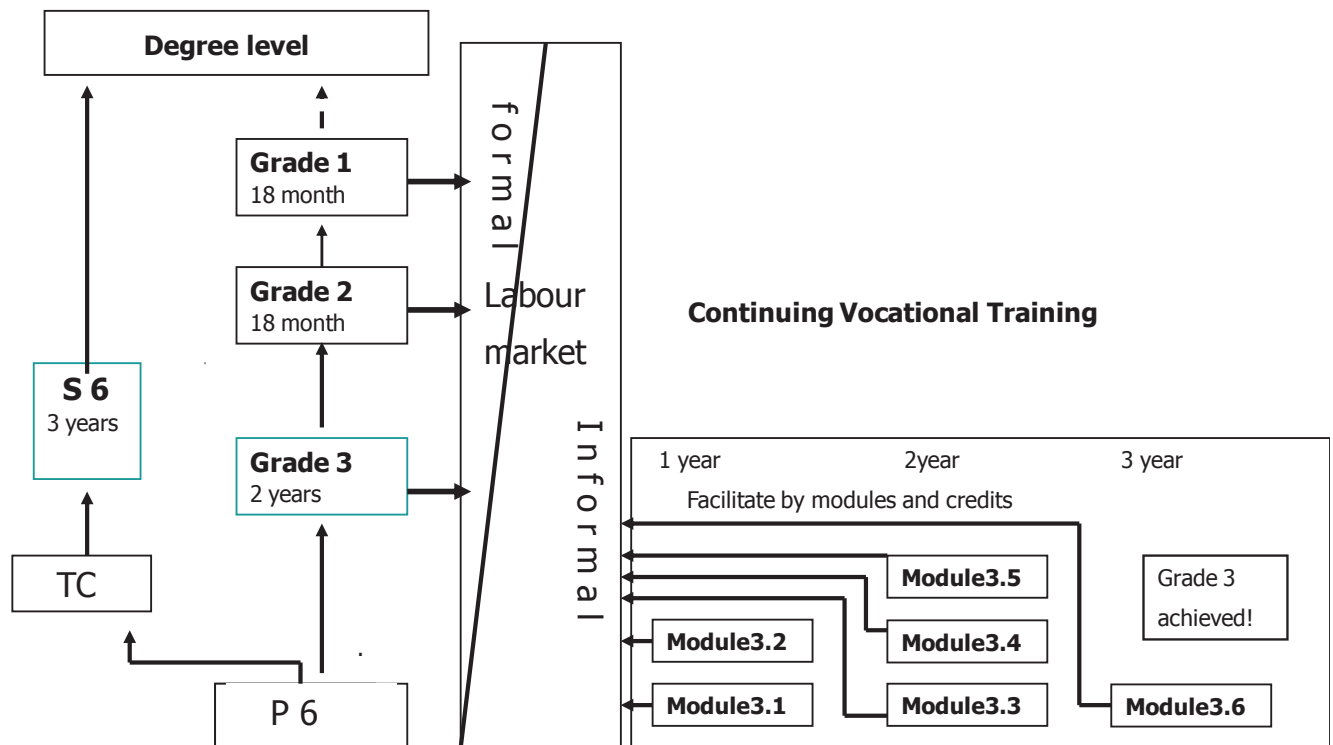 Degree level
formal
Grade 1
18 month
Grade 2
18 month
Labour
market
Continuing Vocational Training
S 6
3 years
Grade 3
2 years
Informal
1 year
2year
3 year
Facilitate by modules and credits
TC
Module3.5
Grade 3
achieved!
Module3.2
Module3.4
P 6
Module3.1
Module3.3
Module3.6